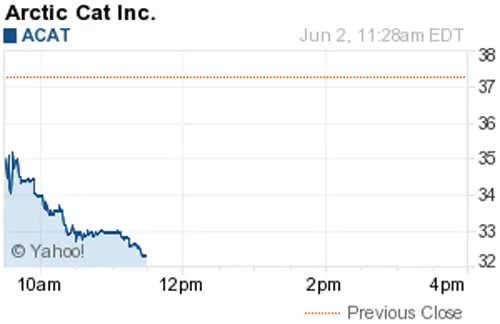 Arctic Cat Inc.
ACAT
Jun 2, 11:28am EDT
38
37
36
35
34
33
32
© Yahoo!
10am
12pm
2pm
4pm
Previous Close